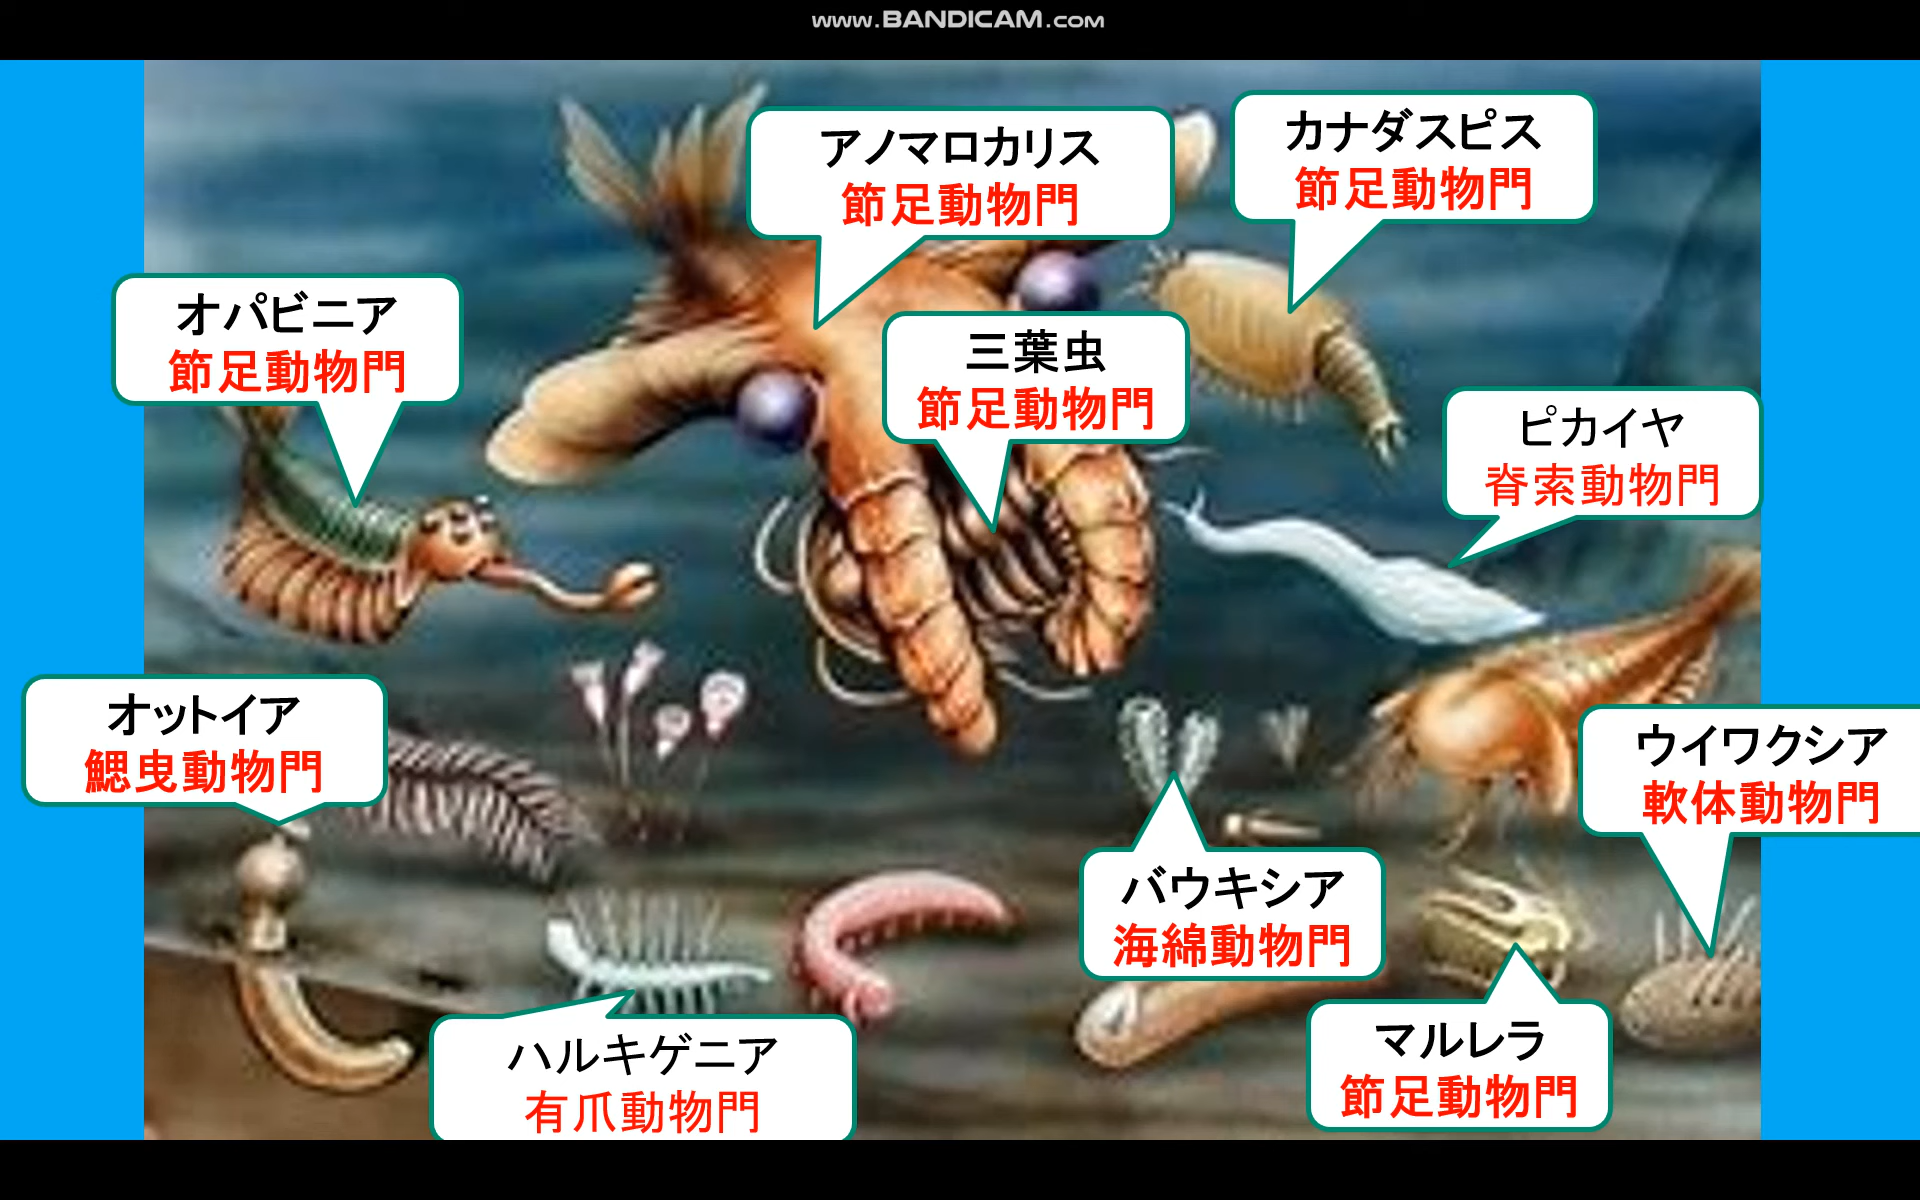 www.BANDICAM.com
カナダスピス
節足動物門
アノマロカリス
節足動物門
オパビニア
節足動物門
三葉虫
節足動物門
ピカイヤ
脊索動物門
オットイア
鰓曳動物門
ウイワクシア
軟体動物門
バウキシア
海綿動物門
マルレラ
節足動物門
ハルキゲニア
有爪動物門